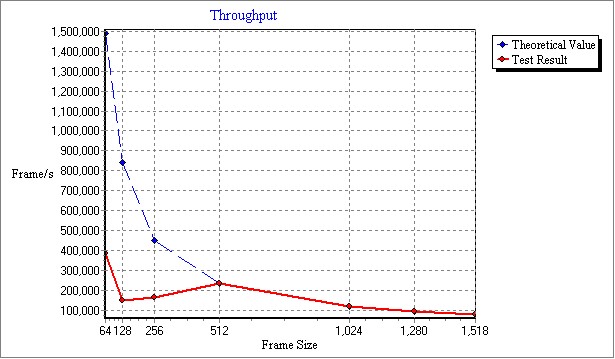 Throughput
1,500,000
1,400,000
1,300,000
1,200,000
1,100,000
1,000,000
900,000
800,000
700,000
600,000
500,000
400,000
300,000
200,000
100,000
Frame/s
64 128 256 512 1,024 1,280 1,518
Frame Size
Theoretical Value
Test Result